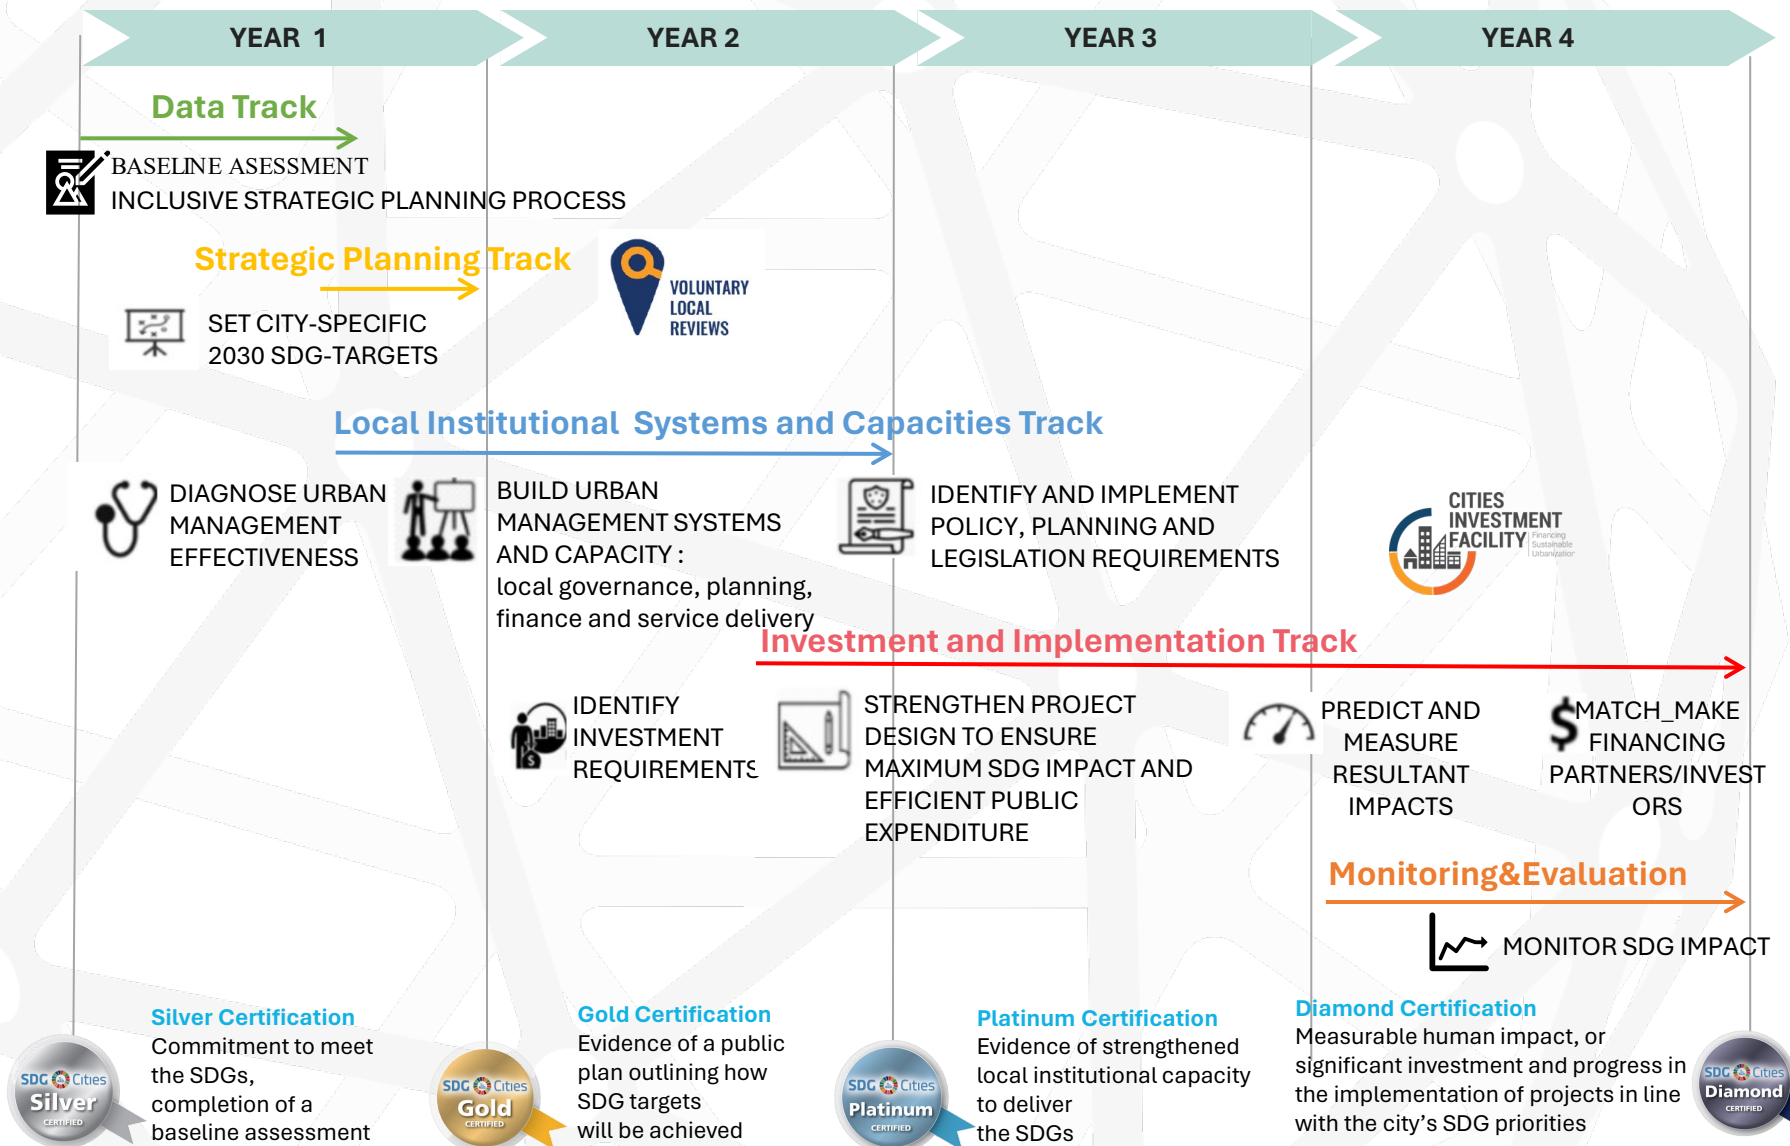 YEAR 1
YEAR 2
YEAR 3
YEAR 4
Data Track
BASELINE ASESSMENT
INCLUSIVE STRATEGIC PLANNING PROCESS
Strategic Planning Track
SET CITY-SPECIFIC
2030 SDG-TARGETS
VOLUNTARY
LOCAL
REVIEWS
Local Institutional Systems and Capacities Track
DIAGNOSE URBAN
MANAGEMENT
EFFECTIVENESS
BUILD URBAN
MANAGEMENT SYSTEMS
AND CAPACITY :
local governance, planning,
finance and service delivery
IDENTIFY AND IMPLEMENT
POLICY, PLANNING AND
LEGISLATION REQUIREMENTS
CITIES
INVESTMENT
FACILITY
Financing
Sustainable
Urbanization
Investment and Implementation Track
IDENTIFY
INVESTMENT
REQUIREMENTS
STRENGTHEN PROJECT
DESIGN TO ENSURE
MAXIMUM SDG IMPACT AND
EFFICIENT PUBLIC
EXPENDITURE
PREDICT AND
MEASURE
RESULTANT
IMPACTS
MATCH_MAKE
FINANCING
PARTNERS/INVEST
ORS
Monitoring&Evaluation
MONITOR SDG IMPACT
SDG Cities
Silver
CERTIFIED
Silver Certification
Commitment to meet
the SDGs,
completion of a
baseline assessment
SDG Cities
Gold
CERTIFIED
Gold Certification
Evidence of a public
plan outlining how
SDG targets
will be achieved
SDG Cities
Platinum
CERTIFIED
Platinum Certification
Evidence of strengthened
local institutional capacity
to deliver
the SDGs
Diamond Certification
Measurable human impact, or
significant investment and progress in
the implementation of projects in line
with the city's SDG priorities
SDG Cities
Diamond
CERTIFIED